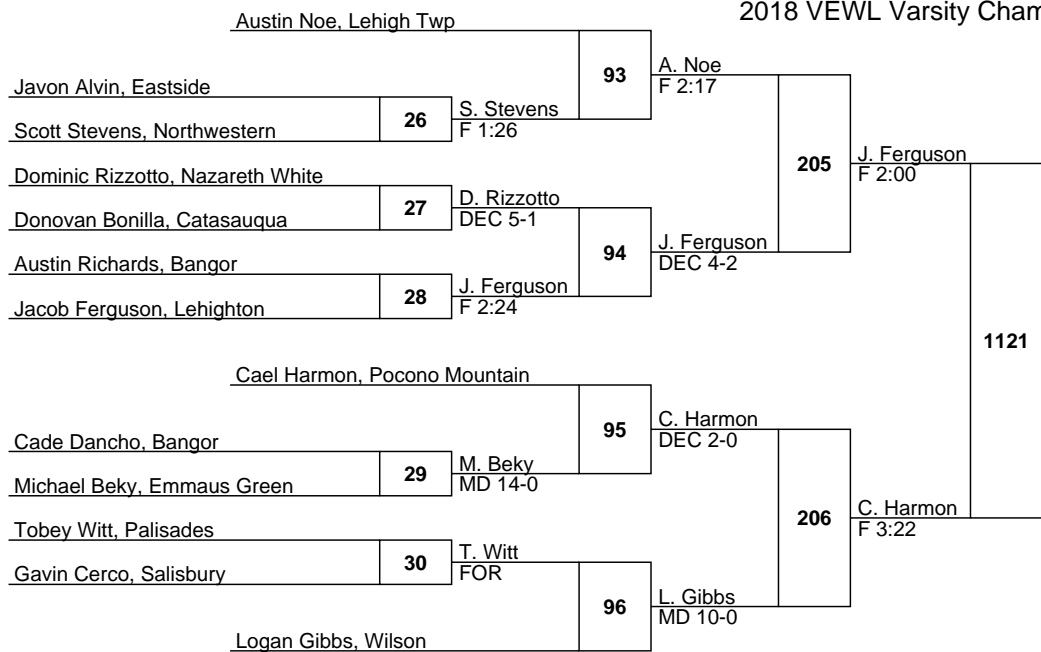 2018 VEWL Varsity Cham
Austin Noe, Lehigh Twp
93
A. Noe
F 2:17
Javon Alvin, Eastside
26
S. Stevens
F 1:26
Scott Stevens, Northwestern
205
J. Ferguson
F 2:00
Dominic Rizzotto, Nazareth White
27
D. Rizzotto
DEC 5-1
Donovan Bonilla, Catasauqua
94
J. Ferguson
DEC 4-2
Austin Richards, Bangor
28
J. Ferguson
F 2:24
Jacob Ferguson, Lehighton
1121
Cael Harmon, Pocono Mountain
95
C. Harmon
DEC 2-0
Cade Dancho, Bangor
29
M. Beky
MD 14-0
Michael Beky, Emmaus Green
206
C. Harmon
F 3:22
Tobey Witt, Palisades
30
T. Witt
FOR
Gavin Cerco, Salisbury
96
L. Gibbs
MD 10-0
Logan Gibbs, Wilson